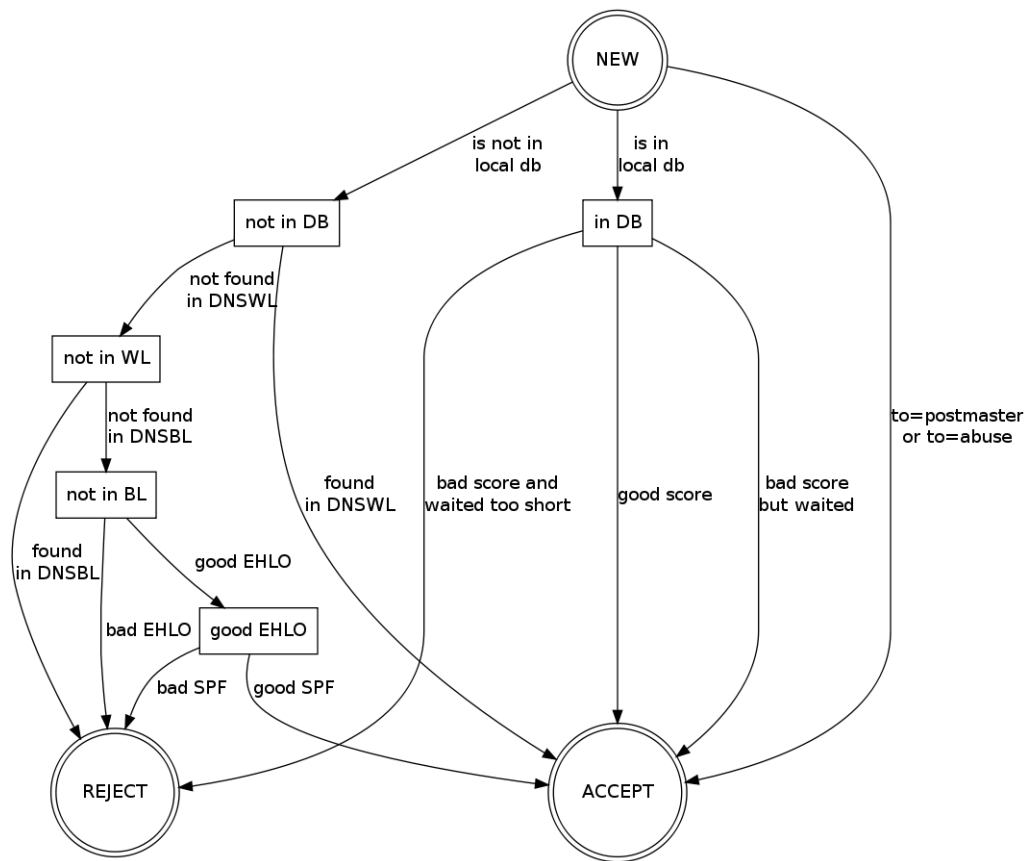 NEW
is not in
local db
is in
local db
not in DB
in DB
not found
in DNSWL
not in WL
not found
in DNSBL
to=postmaster
or to=abuse
not in BL
found
in DNSWL
bad score and
waited too short
good score
bad score
but waited
found
in DNSBL
good EHLO
bad EHLO
good EHLO
bad SPF
good SPF
REJECT
ACCEPT